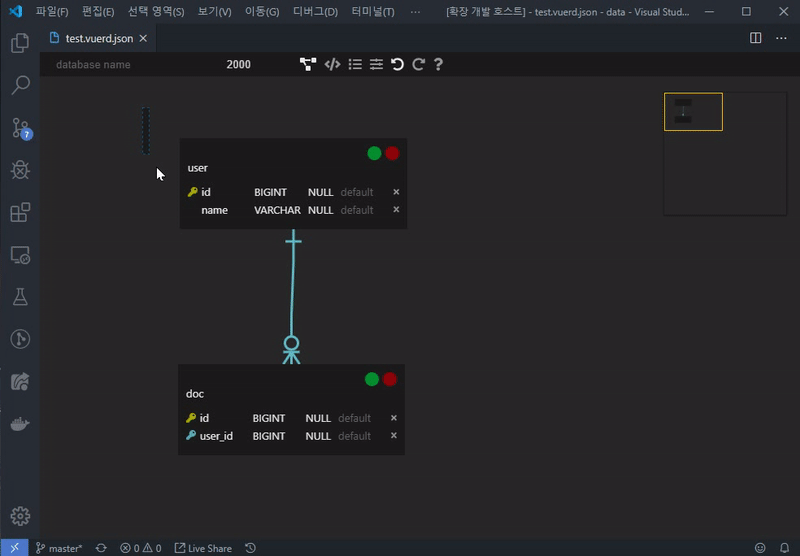 파일(F) 편집(E) 선택 영역(S) 보기(V) 이동(G) 디버그(D) 터미널(T) ··· [확장 개발 호스트] - test.vuerd.json - data - Visual Stud...
test.vuerd.json
database name 2000
7
user
id BIGINT NULL default
name VARCHAR NULL default
doc
id BIGINT NULL default
user_id BIGINT NULL default
master* 0 0 Live Share